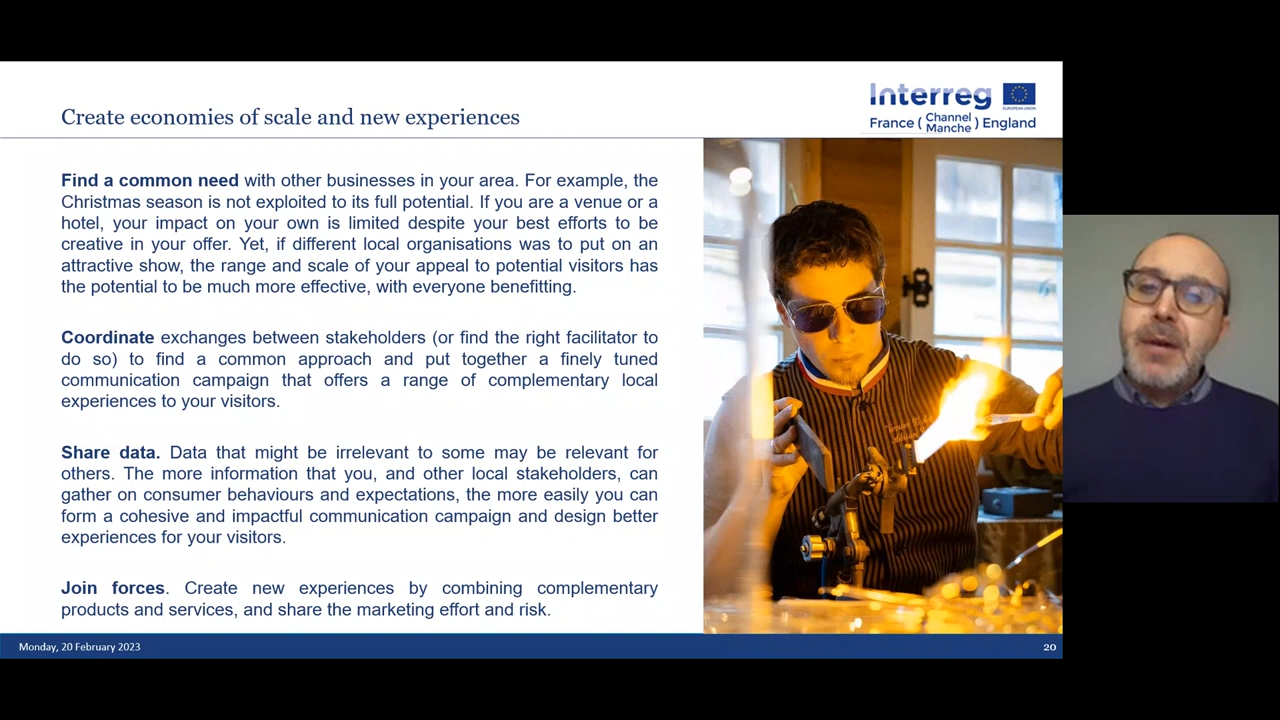 Create economies of scale and new experiences
Interreg
EUROPEAN UNION
France ( Channel Manche ) England
Find a common need with other businesses in your area. For example, the
Christmas season is not exploited to its full potential. If you are a venue or a
hotel, your impact on your own is limited despite your best efforts to be
creative in your offer. Yet, if different local organisations was to put on an
attractive show, the range and scale of your appeal to potential visitors has
the potential to be much more effective, with everyone benefitting.
Coordinate exchanges between stakeholders (or find the right facilitator to
do so) to find a common approach and put together a finely tuned
communication campaign that offers a range of complementary local
experiences to your visitors.
Share data. Data that might be irrelevant to some may be relevant for
others. The more information that you, and other local stakeholders, can
gather on consumer behaviours and expectations, the more easily you can
form a cohesive and impactful communication campaign and design better
experiences for your visitors.
Join forces. Create new experiences by combining complementary
products and services, and share the marketing effort and risk.
Monday, 20 February 2023
20